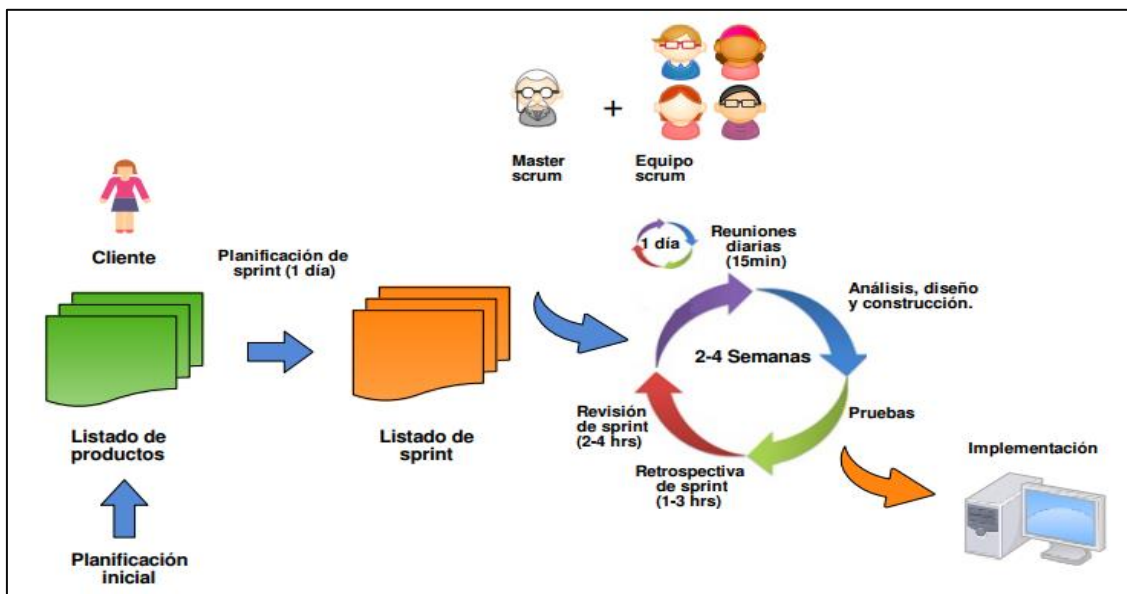 Master
scrum
+
Equipo
scrum
Cliente
Planificación de
sprint (1 día)
1 día
Reuniones
diarias
(15min)
Análisis, diseño
y construcción.
2-4 Semanas
Revisión
de sprint
(2-4 hrs)
Pruebas
Listado de
productos
Listado de
sprint
Retrospectiva
de sprint
(1-3 hrs)
Implementación
Planificación
inicial